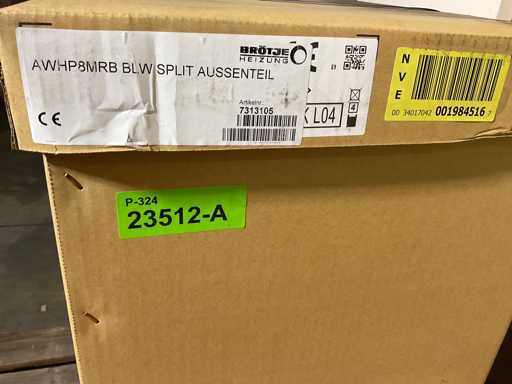 BRÖTJE
HEIZUNG
AWHP8MRB BLW SPLIT AUSSENTEIL
Artikelnr.:
7313105
CE
K L04
4
NVE
00 34017042 001984516
P-324
23512-A